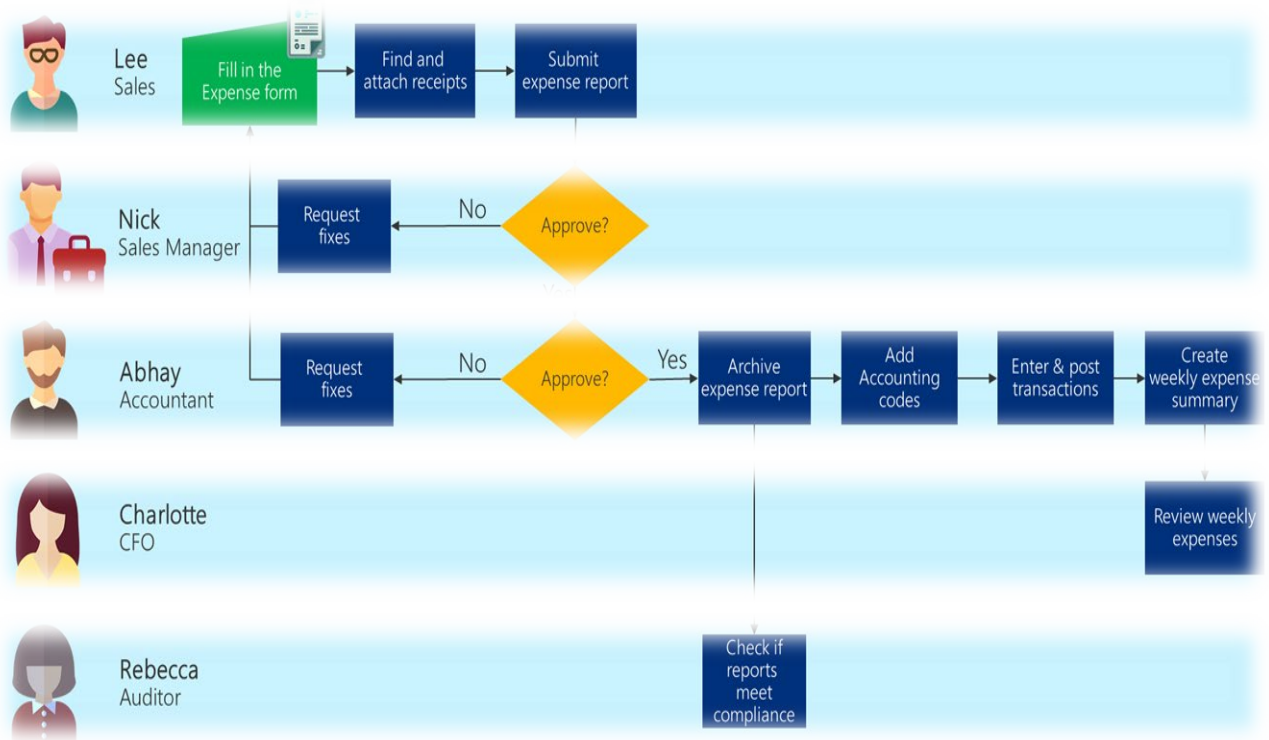 Lee
Sales
Fill in the
Expense form
Find and
attach receipts
Submit
expense report
Nick
Sales Manager
Request
fixes
No
Approve?
Abhay
Accountant
Request
fixes
No
Approve?
Yes
Archive
expense report
Add
Accounting
codes
Enter & post
transactions
Create
weekly expense
summary
Charlotte
CFO
Review weekly
expenses
Rebecca
Auditor
Check if
reports
meet
compliance